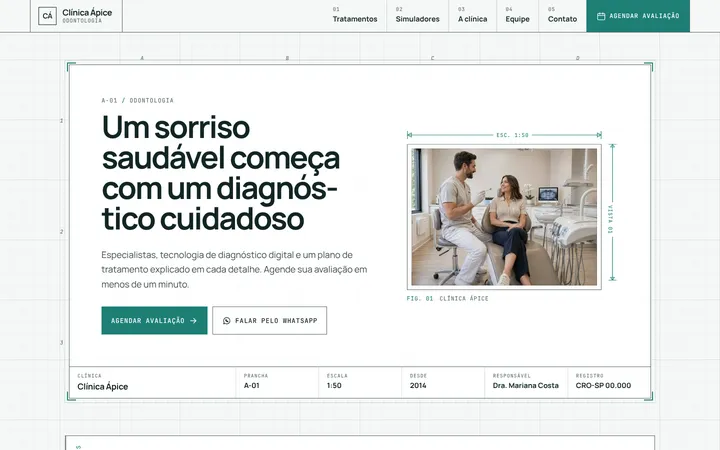 CÁ
Clínica Ápice
ODONTOLOGIA
01
Tratamentos
02
Simuladores
03
A clínica
04
Equipe
05
Contato
AGENDAR AVALIAÇÃO
A
B
C
D
1
2
3
A-01 / ODONTOLOGIA
Um sorriso
saudável começa
com um diagnós-
tico cuidadoso
Especialistas, tecnologia de diagnóstico digital e um plano de
tratamento explicado em cada detalhe. Agende sua avaliação em
menos de um minuto.
AGENDAR AVALIAÇÃO →
FALAR PELO WHATSAPP
ESC. 1:50
VISTA 01
FIG. 01 CLÍNICA ÁPICE
CLÍNICA
Clínica Ápice
PRANCHA
A-01
ESCALA
1:50
DESDE
2014
RESPONSÁVEL
Dra. Mariana Costa
REGISTRO
CRO-SP 00.000